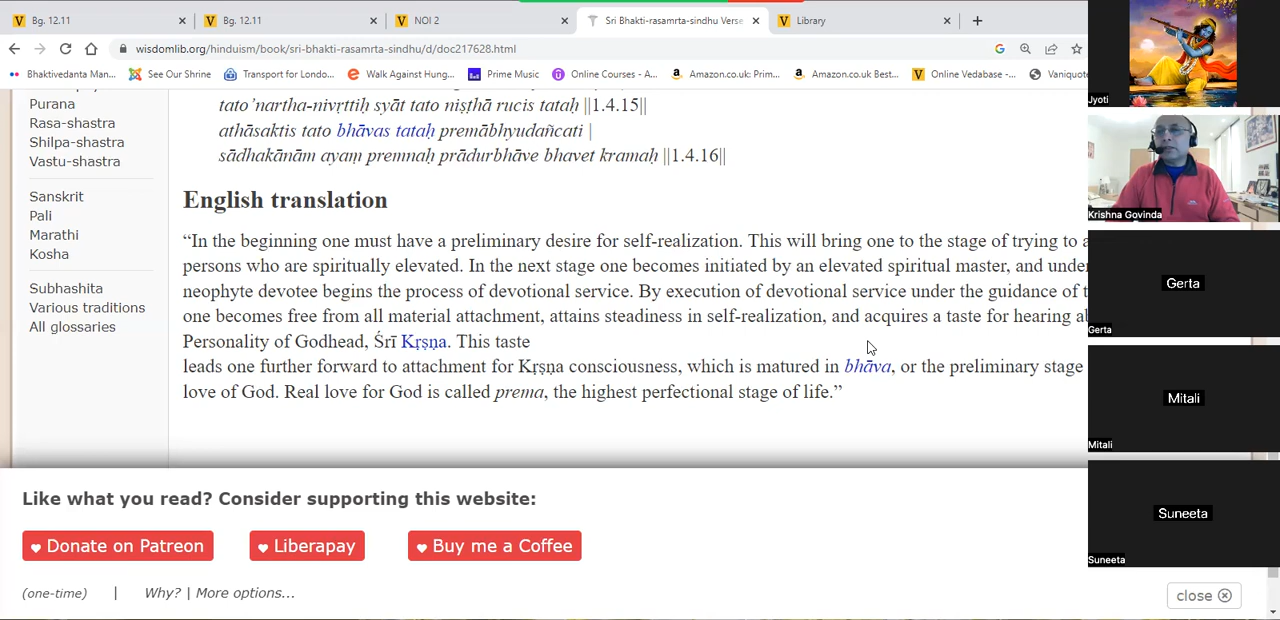 Bg. 12.11
Bg. 12.11
NOI 2
Sri Bhakti-rasamrta-sindhu Verse
Library
wisdomlib.org/hinduism/book/sri-bhakti-rasamrta-sindhu/d/doc217628.html
Bhaktivedanta Man...
See Our Shrine
Transport for Londo...
Walk Against Hung...
Prime Music
Online Courses - A...
Amazon.co.uk: Prim...
Amazon.co.uk Best...
Online Vedabase -...
Vaniquot
Purana
Rasa-shastra
Shilpa-shastra
Vastu-shastra
Sanskrit
Pali
Marathi
Kosha
Subhashita
Various traditions
All glossaries
tato’nartha-nivṛttiḥ syāt tato niṣṭhā rucis tataḥ ||1.4.15||
athāsaktis tato bhāvas tataḥ premābhyudañcati |
sādhakānām ayaṃ premnaḥ prādurbhāve bhavet kramaḥ ||1.4.16||
English translation
“In the beginning one must have a preliminary desire for self-realization. This will bring one to the stage of trying to a
persons who are spiritually elevated. In the next stage one becomes initiated by an elevated spiritual master, and under
neophyte devotee begins the process of devotional service. By execution of devotional service under the guidance of t
one becomes free from all material attachment, attains steadiness in self-realization, and acquires a taste for hearing ab
Personality of Godhead, Śrī Kṛṣṇa. This taste
leads one further forward to attachment for Kṛṣṇa consciousness, which is matured in bhāva, or the preliminary stage
love of God. Real love for God is called prema, the highest perfectional stage of life.”
Like what you read? Consider supporting this website:
Donate on Patreon
Liberapay
Buy me a Coffee
(one-time) | Why? | More options...
close
Jyoti
Krishna Govinda
Gerta
Gerta
Mitali
Mitali
Suneeta
Suneeta